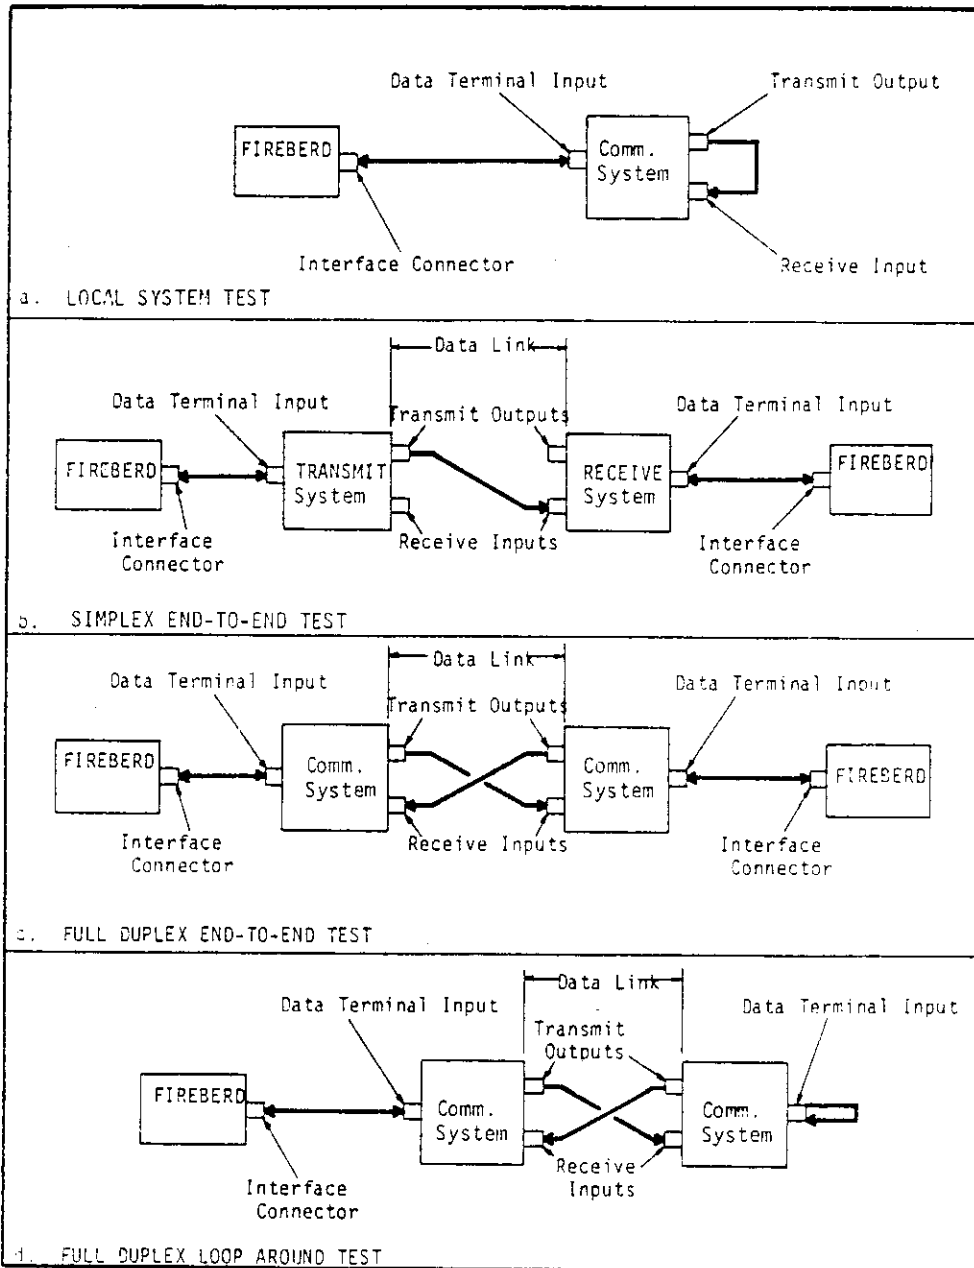 Data Terminal Input
Transmit Output
FIREBERD
Comm.
System
Interface Connector
Receive Input
a. LOCAL SYSTEM TEST
Data Link
Data Terminal Input
Transmit Outputs
Data Terminal Input
FIREBERD
TRANSMIT
System
RECEIVE
System
FIREBERD
Interface
Connector
Receive Inputs
Interface
Connector
b. SIMPLEX END-TO-END TEST
Data Link
Data Terminal Input
Transmit Outputs
Data Terminal Input
FIREBERD
Comm.
System
Comm.
System
FIREBERD
Interface
Connector
Receive Inputs
Interface
Connector
c. FULL DUPLEX END-TO-END TEST
Data Link
Data Terminal Input
Transmit
Outputs
Data Terminal Input
FIREBERD
Comm.
System
Comm.
System
Receive
Inputs
Interface
Connector
d. FULL DUPLEX LOOP AROUND TEST